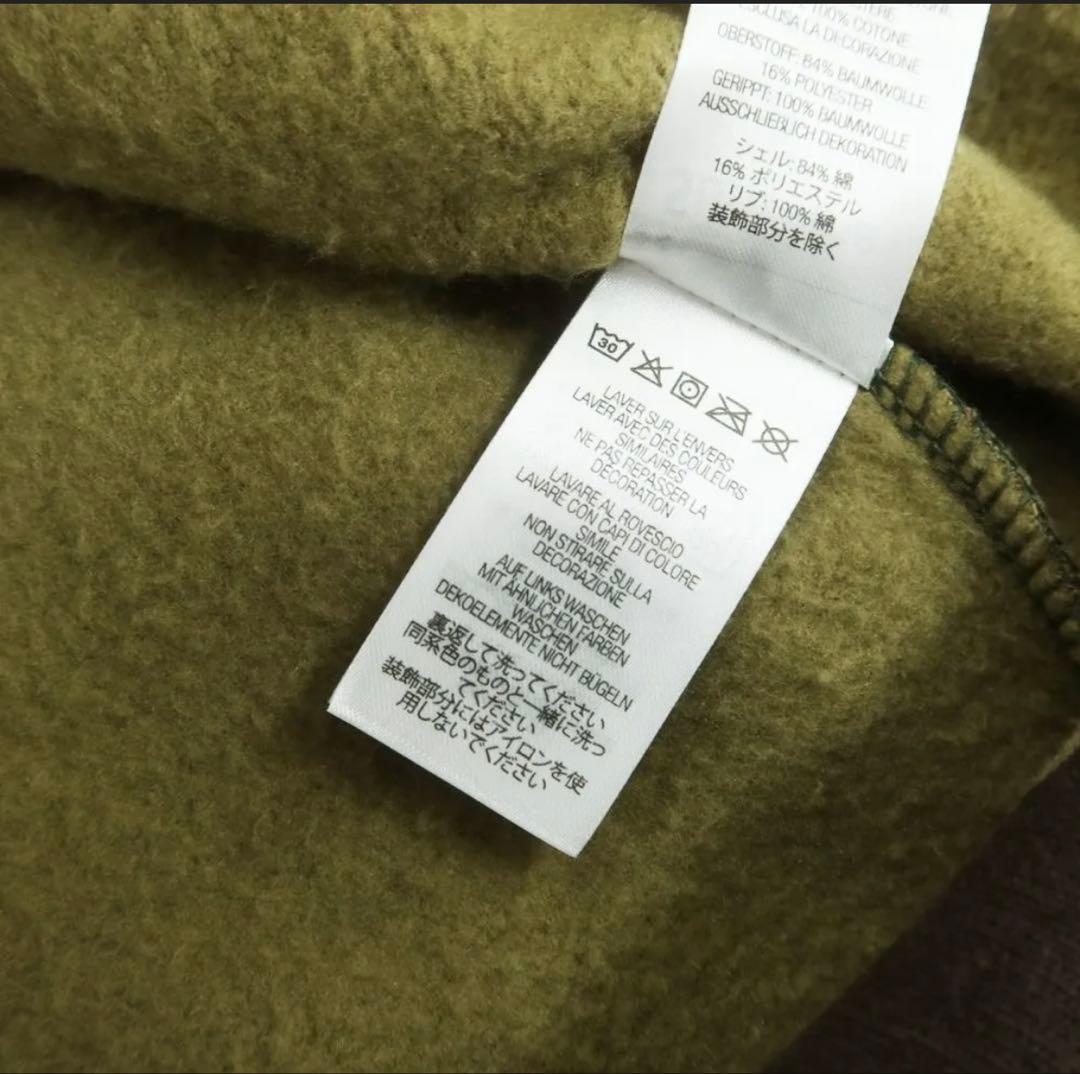 100% COTONE
ESCLUSA LA DECORAZIONE
OBERSTOFF: 84% BAUMWOLLE
16% POLYESTER
GERIPPT: 100% BAUMWOLLE
AUSSCHLIEßLICH DEKORATION
シェル: 84% 綿
16% ポリエステル
リブ: 100% 綿
装飾部分を除く
30
LAVER SUR L'ENVERS
LAVER AVEC DES COULEURS
SIMILAIRES
NE PAS REPASSER LA
DÉCORATION
LAVARE AL ROVESCIO
LAVARE CON CAPI DI COLORE
SIMILE
NON STIRARE SULLA
DECORAZIONE
AUF LINKS WASCHEN
MIT ÄHNLICHEN FARBEN
WASCHEN
DEKOELEMENTE NICHT BÜGELN
裏返して洗ってください
同系色のものと一緒に洗っ
てください
装飾部分にはアイロンを使
用しないでください